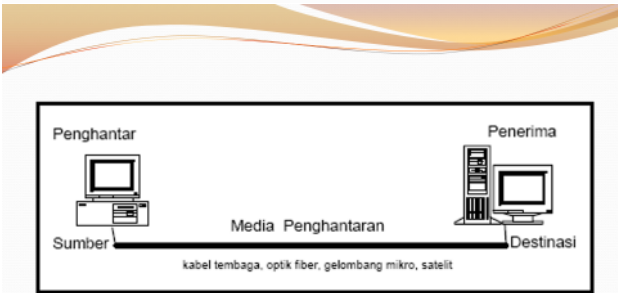 Penghantar
Penerima
Media Penghantaran
Sumber
Destinasi
kabel tembaga, optik fiber, gelombang mikro, satelit